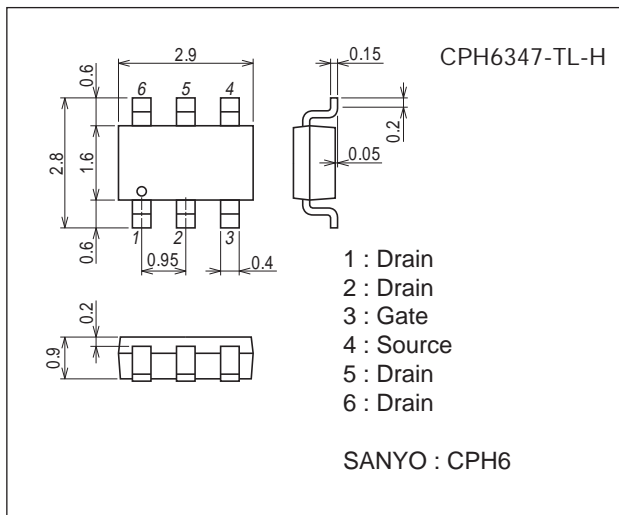 CPH6347-TL-H
2.9
0.15
0.6
6
5
4
0.2
2.8
1.6
0.05
0.6
1
2
3
0.95
0.4
0.2
0.9
1 : Drain
2 : Drain
3 : Gate
4 : Source
5 : Drain
6 : Drain
SANYO : CPH6